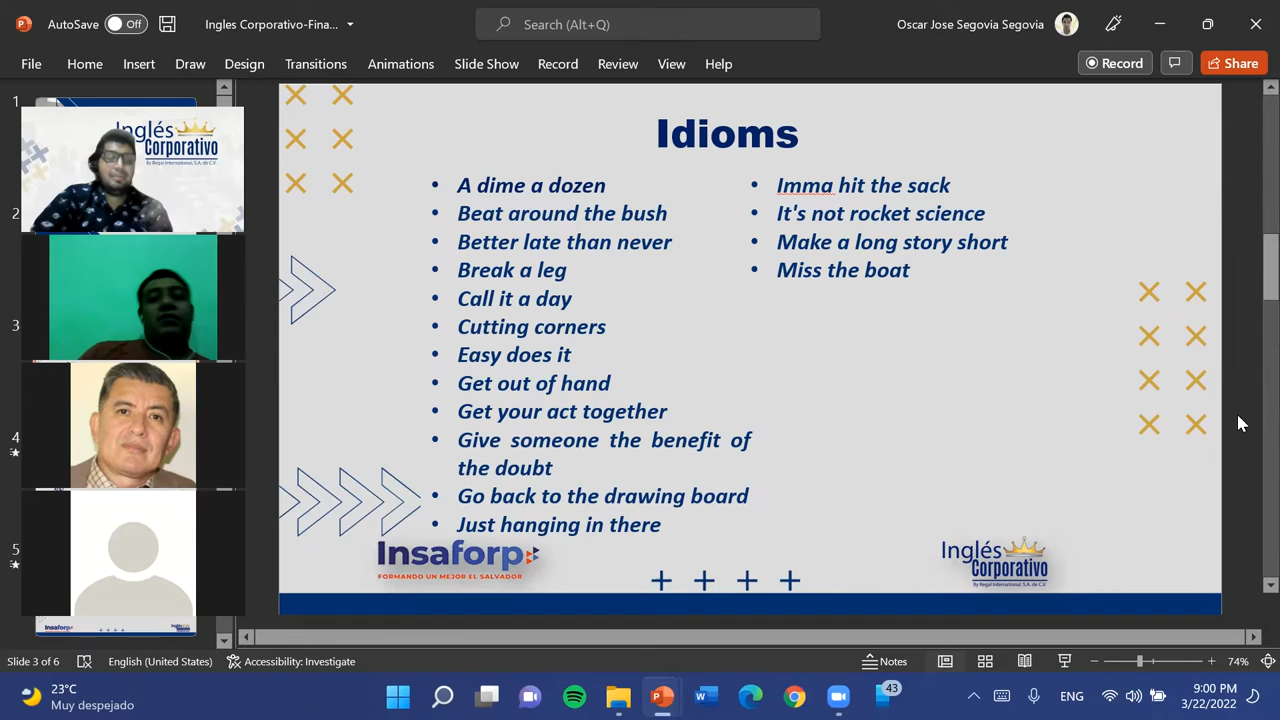 AutoSave
Off
Ingles Corporativo-Fina...
Search (Alt+Q)
Oscar Jose Segovia Segovia
File
Home
Insert
Draw
Design
Transitions
Animations
Slide Show
Record
Review
View
Help
Record
Share
1
2
3
4
5
Inglés
Corporativo
By Regal International, S.A. de C.V.
Idioms
• A dime a dozen
• Beat around the bush
• Better late than never
• Break a leg
• Call it a day
• Cutting corners
• Easy does it
• Get out of hand
• Get your act together
• Give someone the benefit of
the doubt
• Go back to the drawing board
• Just hanging in there
• Imma hit the sack
• It's not rocket science
• Make a long story short
• Miss the boat
Insaforp
FORMANDO UN MEJOR EL SALVADOR
Inglés
Corporativo
By Regal International, S.A. de C.V.
Insaforp
Slide 3 of 6
English (United States)
Accessibility: Investigate
Notes
74%
23°C
Muy despejado
43
ENG
9:00 PM
3/22/2022